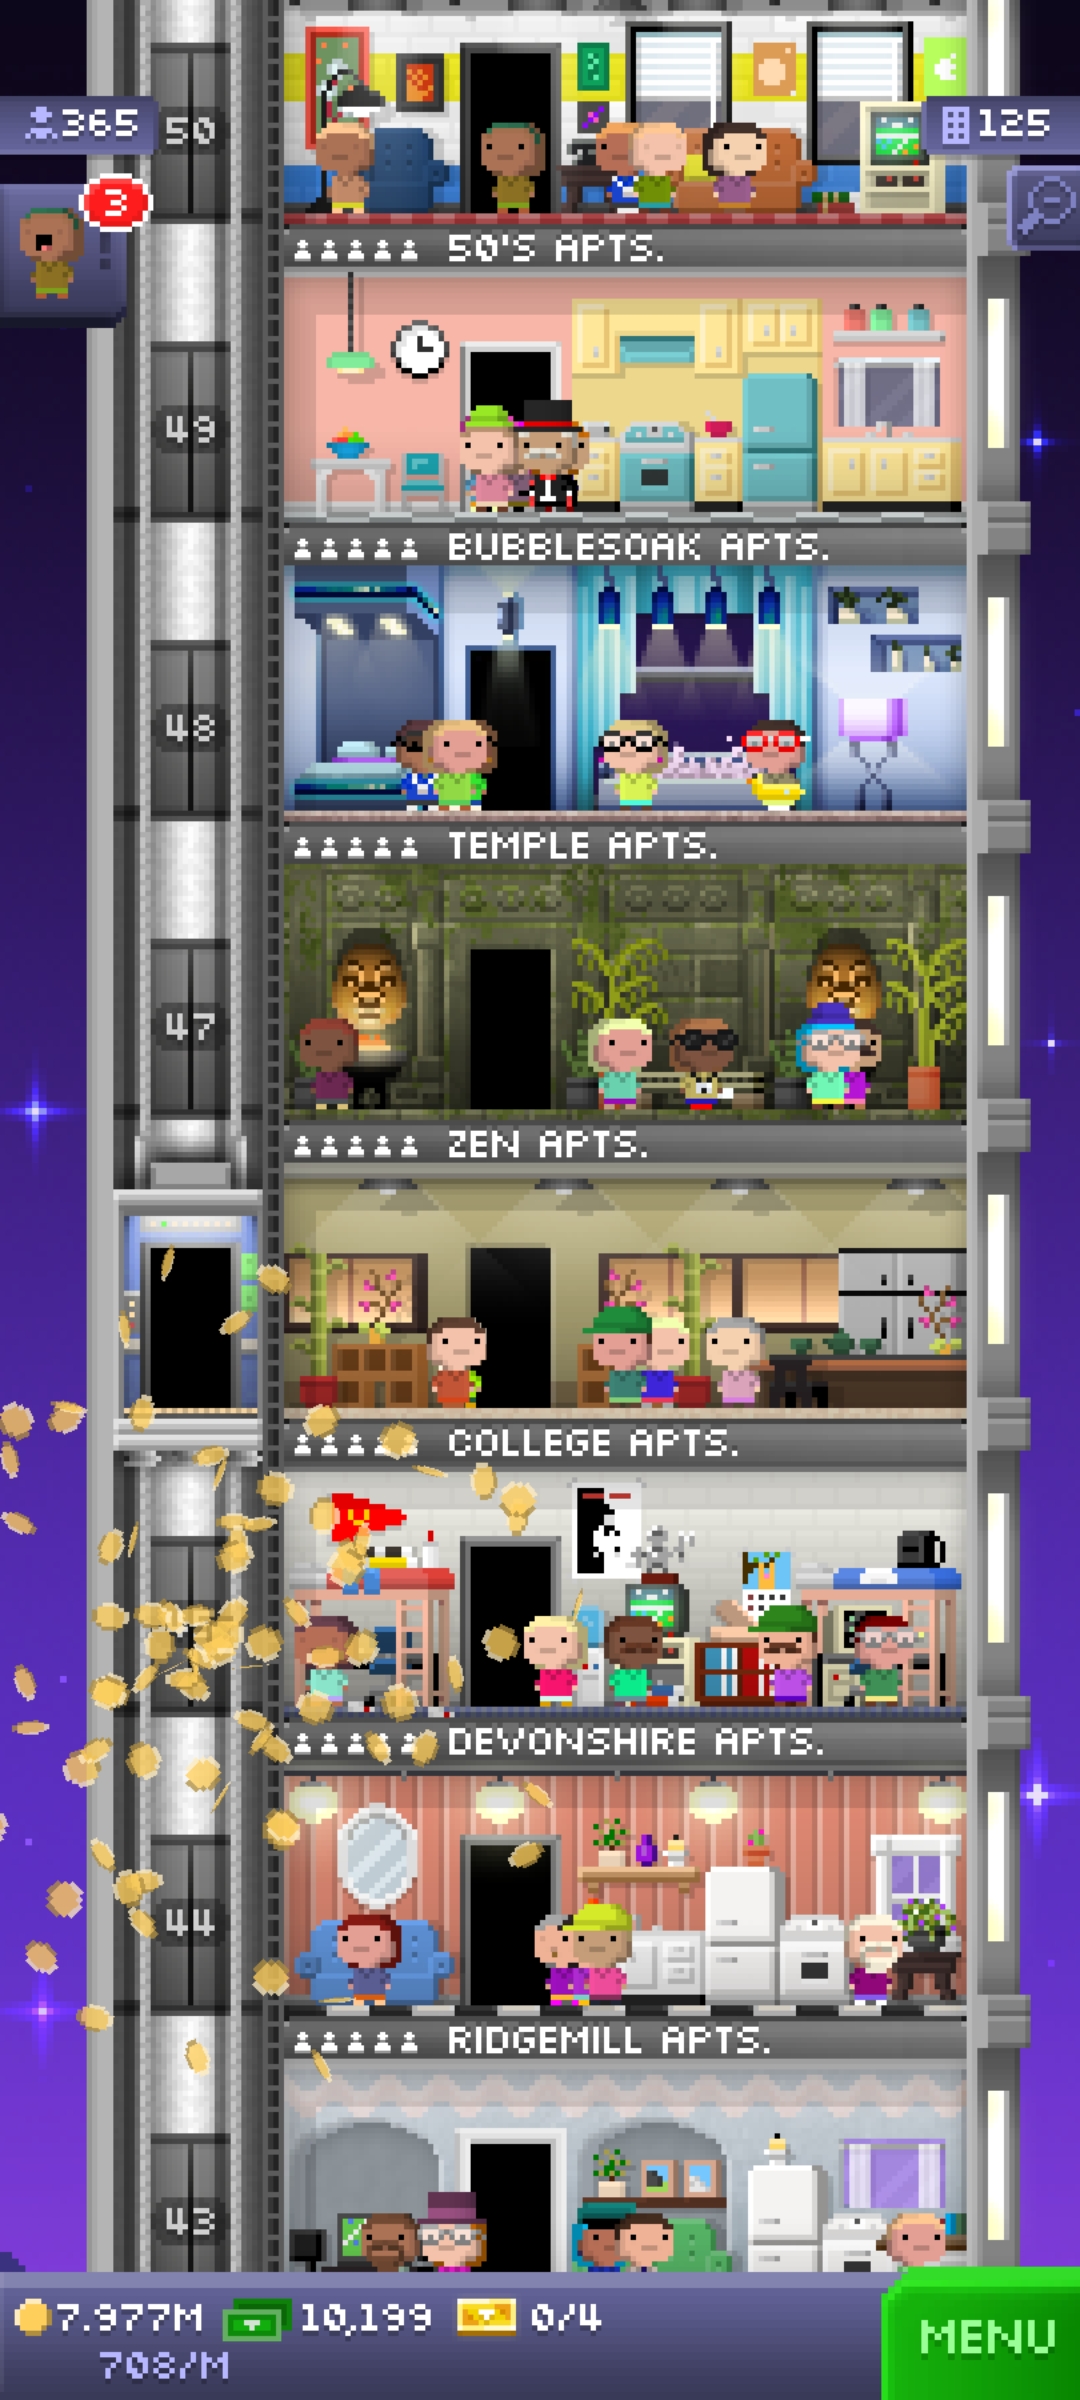 365
50
125
3
50'S APTS.
49
BUBBLESOAK APTS.
48
TEMPLE APTS.
47
ZEN APTS.
COLLEGE APTS.
DEVONSHIRE APTS.
44
RIDGEMILL APTS.
43
7.977M 10,199 0/4
708/M
MENU